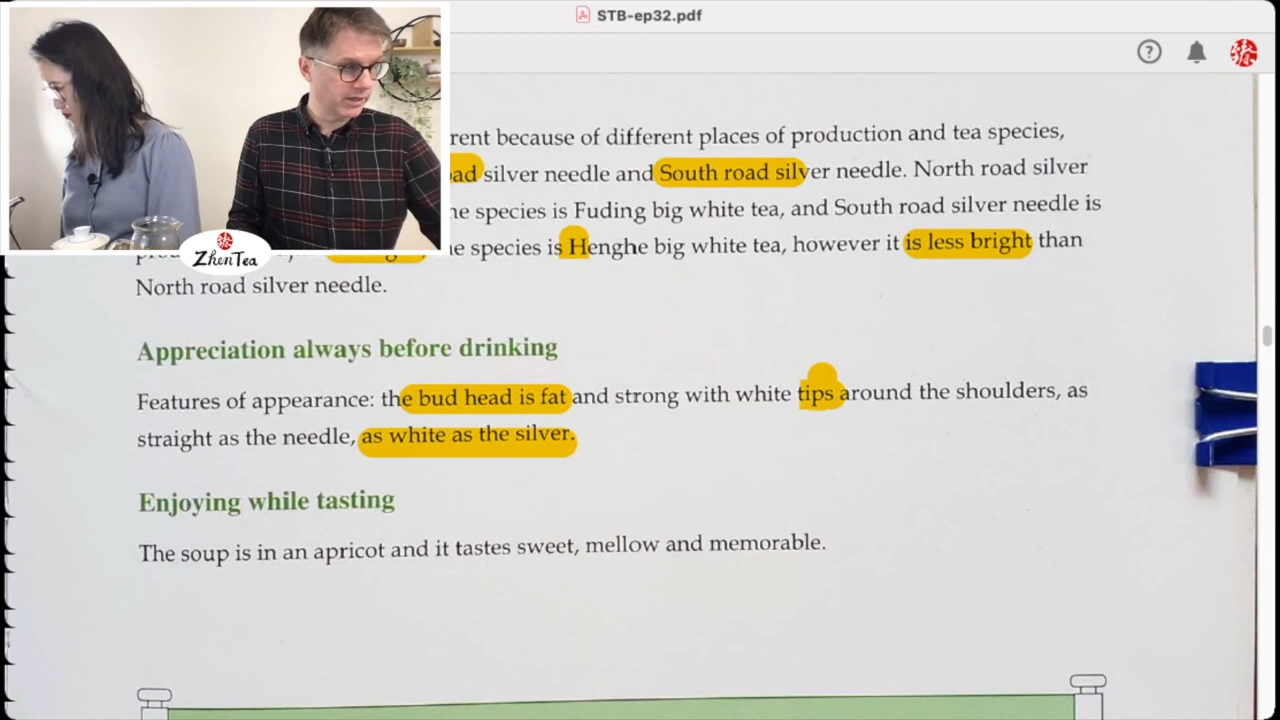 STB-ep32.pdf
rent because of different places of production and tea species,
ad silver needle and South road silver needle. North road silver
ne species is Fuding big white tea, and South road silver needle is
ne species is Henghe big white tea, however it is less bright than
North road silver needle.
Appreciation always before drinking
Features of appearance: the bud head is fat and strong with white tips around the shoulders, as
straight as the needle, as white as the silver.
Enjoying while tasting
The soup is in an apricot and it tastes sweet, mellow and memorable.
ZhenTea